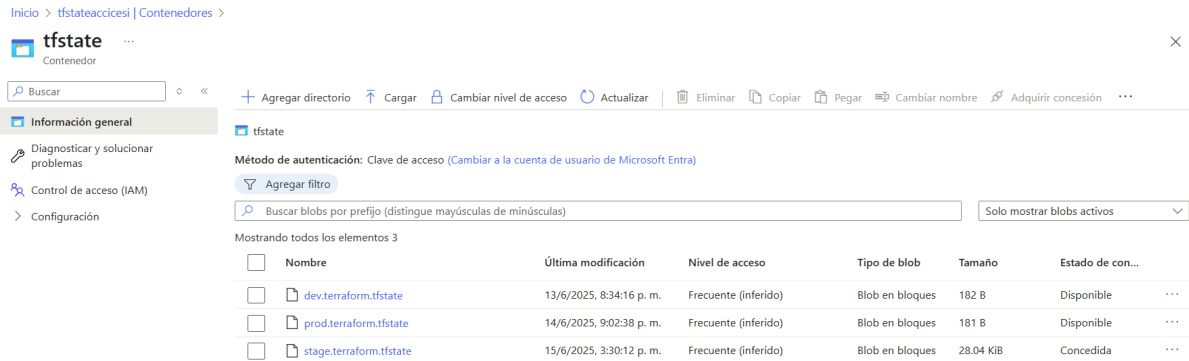 Inicio > tfstateaccicesi | Contenedores >
tfstate ...
Contenedor
Buscar
Información general
Diagnosticar y solucionar
problemas
Control de acceso (IAM)
Configuración
Agregar directorio Cargar Cambiar nivel de acceso Actualizar Eliminar Copiar Pegar Cambiar nombre Adquirir concesión ...
tfstate
Método de autenticación: Clave de acceso (Cambiar a la cuenta de usuario de Microsoft Entra)
Agregar filtro
Buscar blobs por prefijo (distingue mayúsculas de minúsculas) Solo mostrar blobs activos
Mostrando todos los elementos 3
Nombre Última modificación Nivel de acceso Tipo de blob Tamaño Estado de con...
dev.terraform.tfstate 13/6/2025, 8:34:16 p. m. Frecuente (inferido) Blob en bloques 182 B Disponible ...
prod.terraform.tfstate 14/6/2025, 9:02:38 p. m. Frecuente (inferido) Blob en bloques 181 B Disponible ...
stage.terraform.tfstate 15/6/2025, 3:30:12 p. m. Frecuente (inferido) Blob en bloques 28.04 KiB Concedida ...